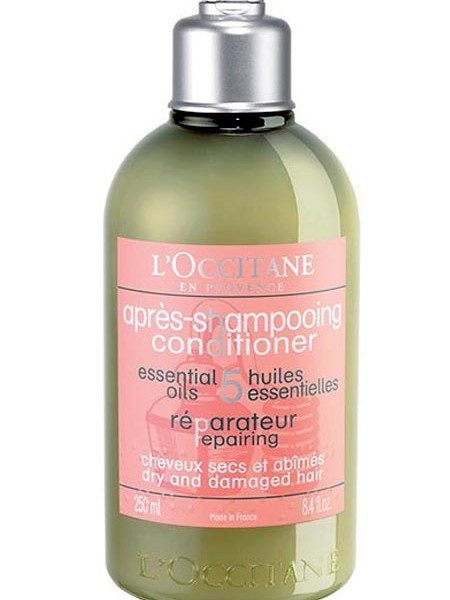 L'OCCITANE
EN PROVENCE
après-shampooing
conditioner
essential 5 huiles
oils essentielles
réparateur
repairing
cheveux secs et abîmés
dry and damaged hair
250 ml 8.4 fl.oz.
Made in France
L'OCCITANE